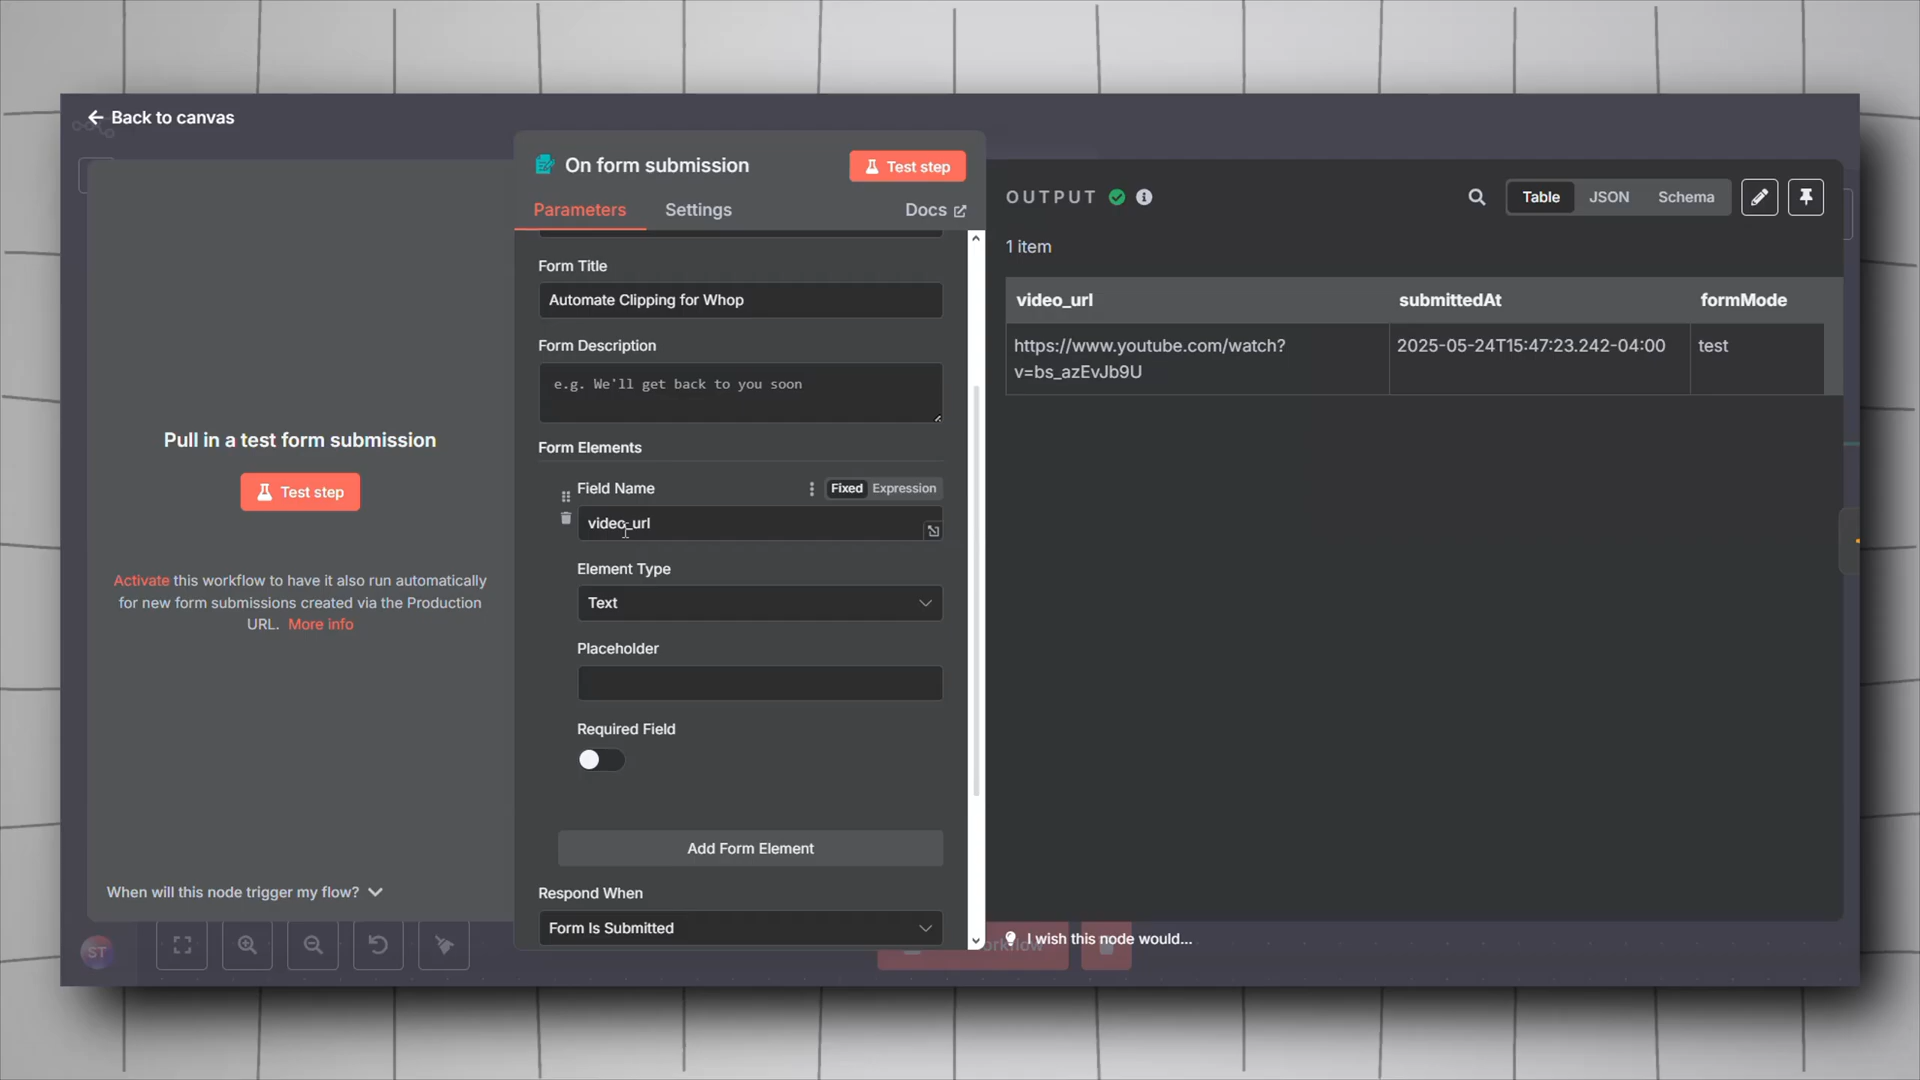 Back to canvas
On form submission
Test step
Parameters
Settings
Docs
Form Title
Automate Clipping for Whop
Form Description
e.g. We'll get back to you soon
Form Elements
Field Name
Fixed
Expression
video_url
Element Type
Text
Placeholder
Required Field
Add Form Element
Respond When
Form Is Submitted
Pull in a test form submission
Test step
Activate this workflow to have it also run automatically
for new form submissions created via the Production
URL. More info
When will this node trigger my flow?
ST
OUTPUT
Table
JSON
Schema
1 item
video_url
submittedAt
formMode
https://www.youtube.com/watch?
v=bs_azEvJb9U
2025-05-24T15:47:23.242-04:00
test
I wish this node would...